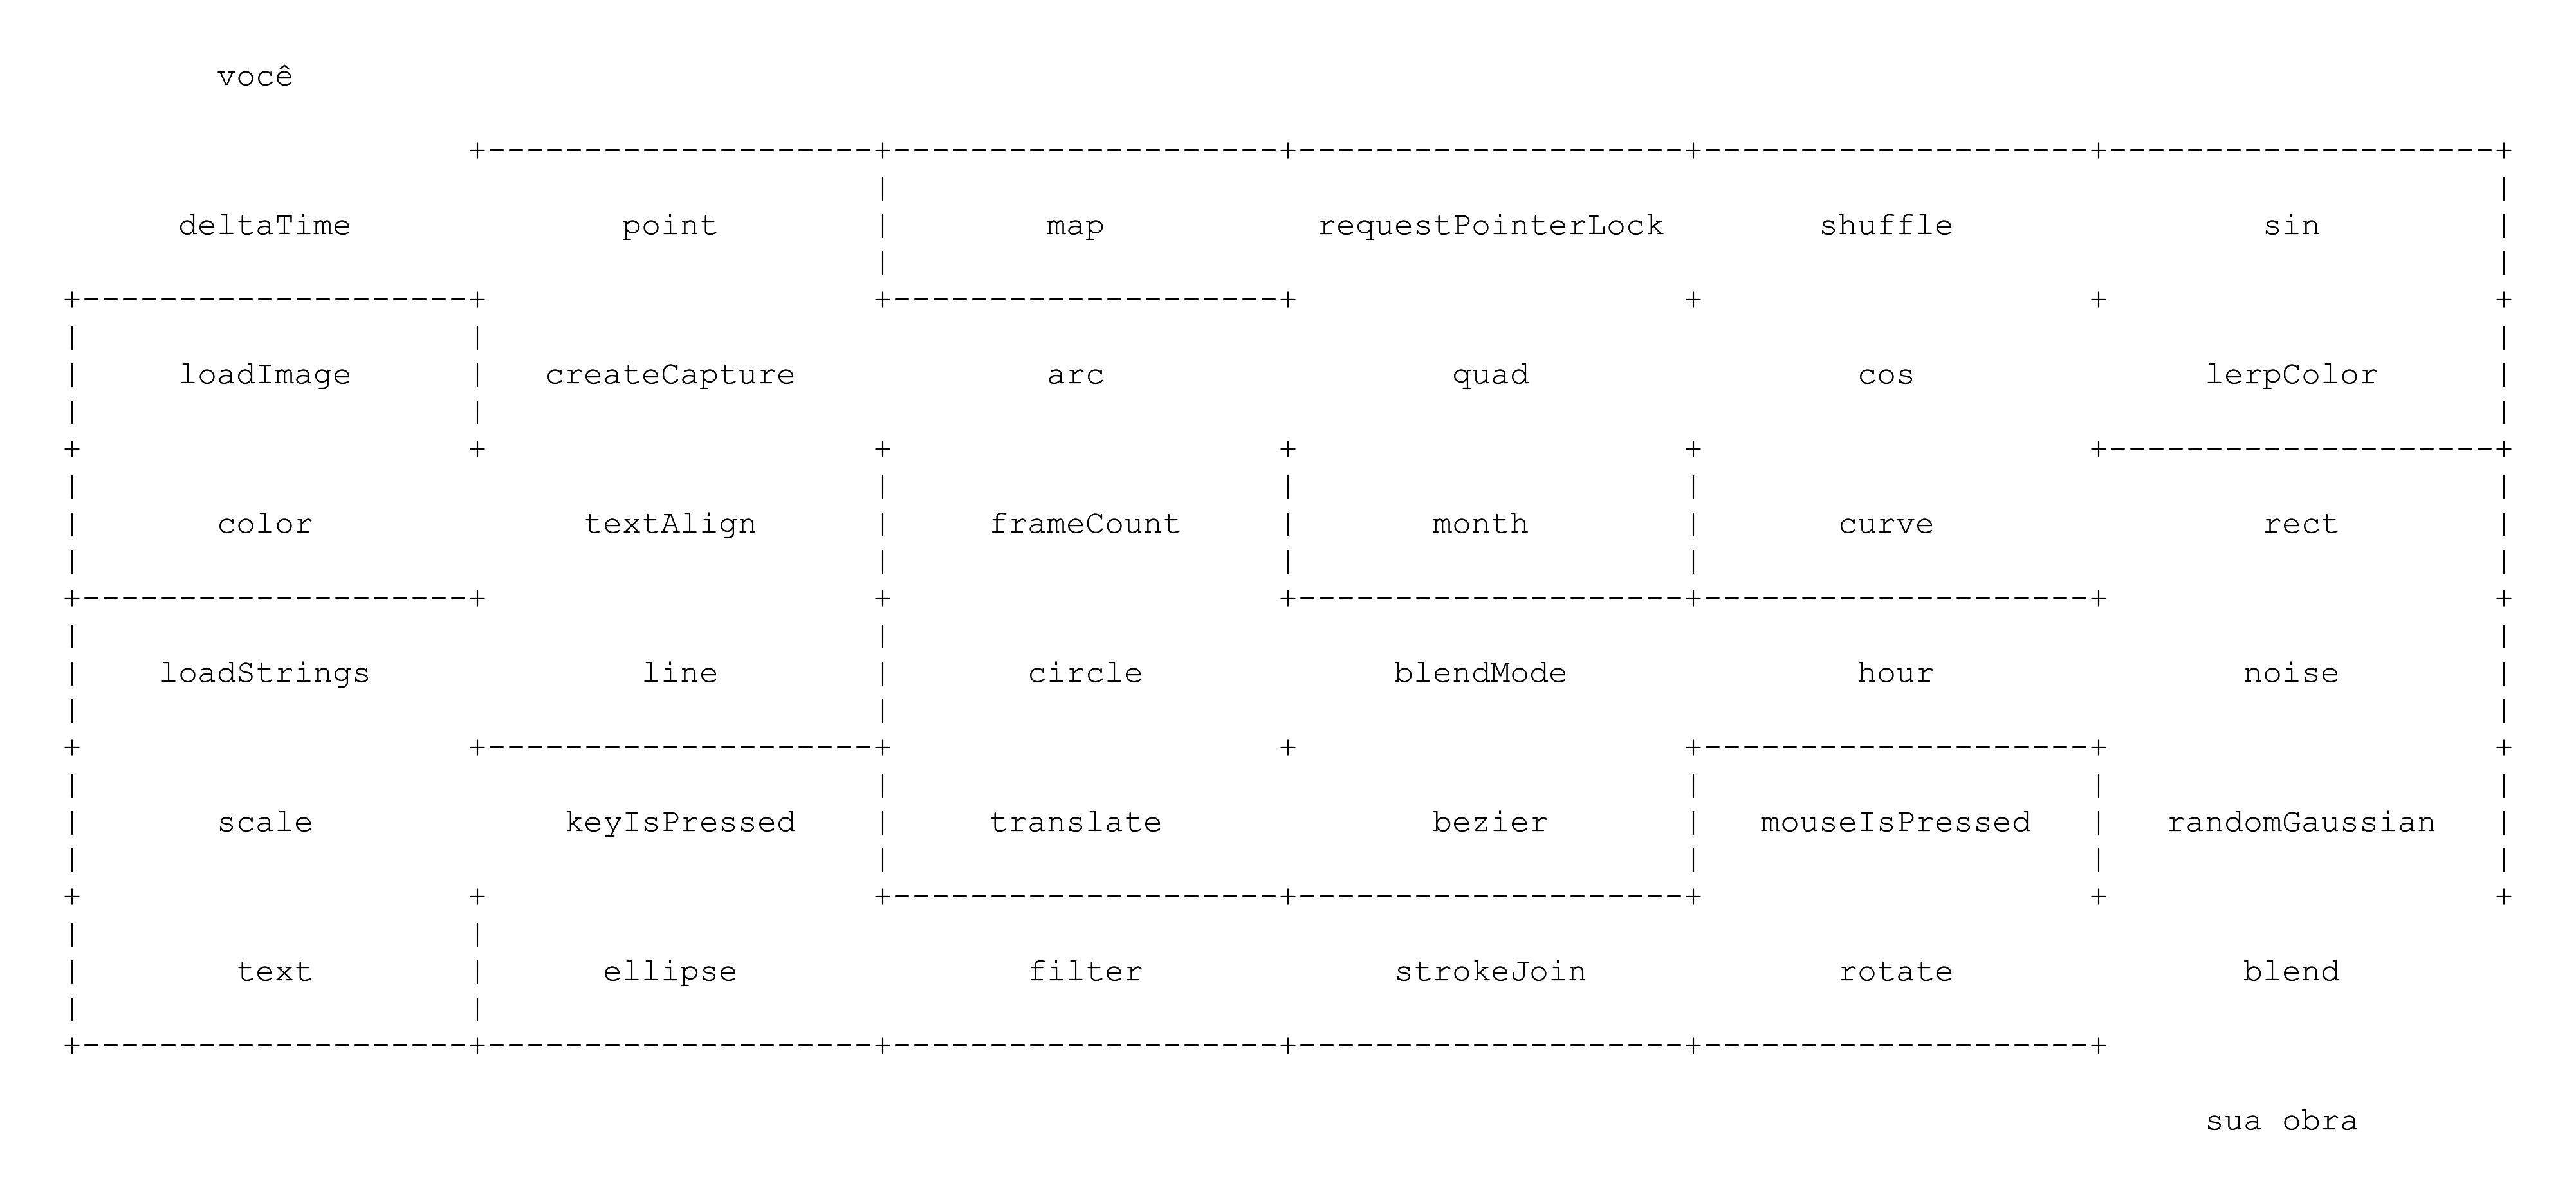 você
deltaTime point map requestPointerLock shuffle sin
loadImage createCapture arc quad cos lerpColor
color textAlign frameCount month curve rect
loadStrings line circle blendMode hour noise
scale keyIsPressed translate bezier mouseIsPressed randomGaussian
text ellipse filter strokeJoin rotate blend
sua obra